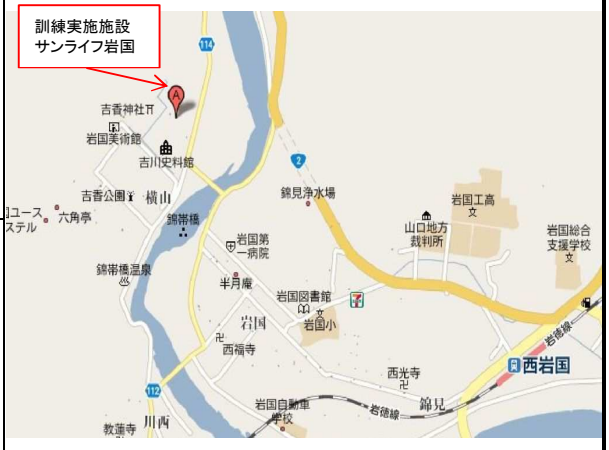 訓練実施施設
サンライフ岩国
114
A
吉香神社
岩国美術館
吉川史料館
2
吉香公園
横山
錦見浄水場
岩国工高
文
ユース
ステル
六角亭
錦帯橋
山口地方
裁判所
岩国総合
支援学校
文
岩国第
一病院
錦帯橋温泉
半月庵
岩国図書館
7
文
岩国小
岩国
岩徳線
西福寺
西岩国
西光寺
112
岩国自動車
学校
岩徳線
錦見
教蓮寺
川西